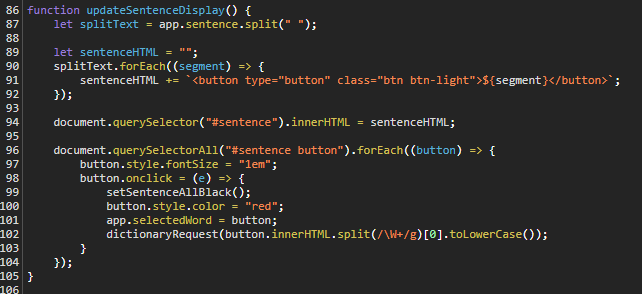 86 function updateSentenceDisplay() {
87     let splitText = app.sentence.split(" ");
88
89     let sentenceHTML = "";
90     splitText.forEach((segment) => {
91         sentenceHTML += `<button type="button" class="btn btn-light">${segment}</button>`;
92     });
93
94     document.querySelector("#sentence").innerHTML = sentenceHTML;
95
96     document.querySelectorAll("#sentence button").forEach((button) => {
97         button.style.fontSize = "1em";
98         button.onclick = (e) => {
99             setSentenceAllBlack();
100             button.style.color = "red";
101             app.selectedWord = button;
102             dictionaryRequest(button.innerHTML.split(/\W+/g)[0].toLowerCase());
103         }
104     });
105 }
106